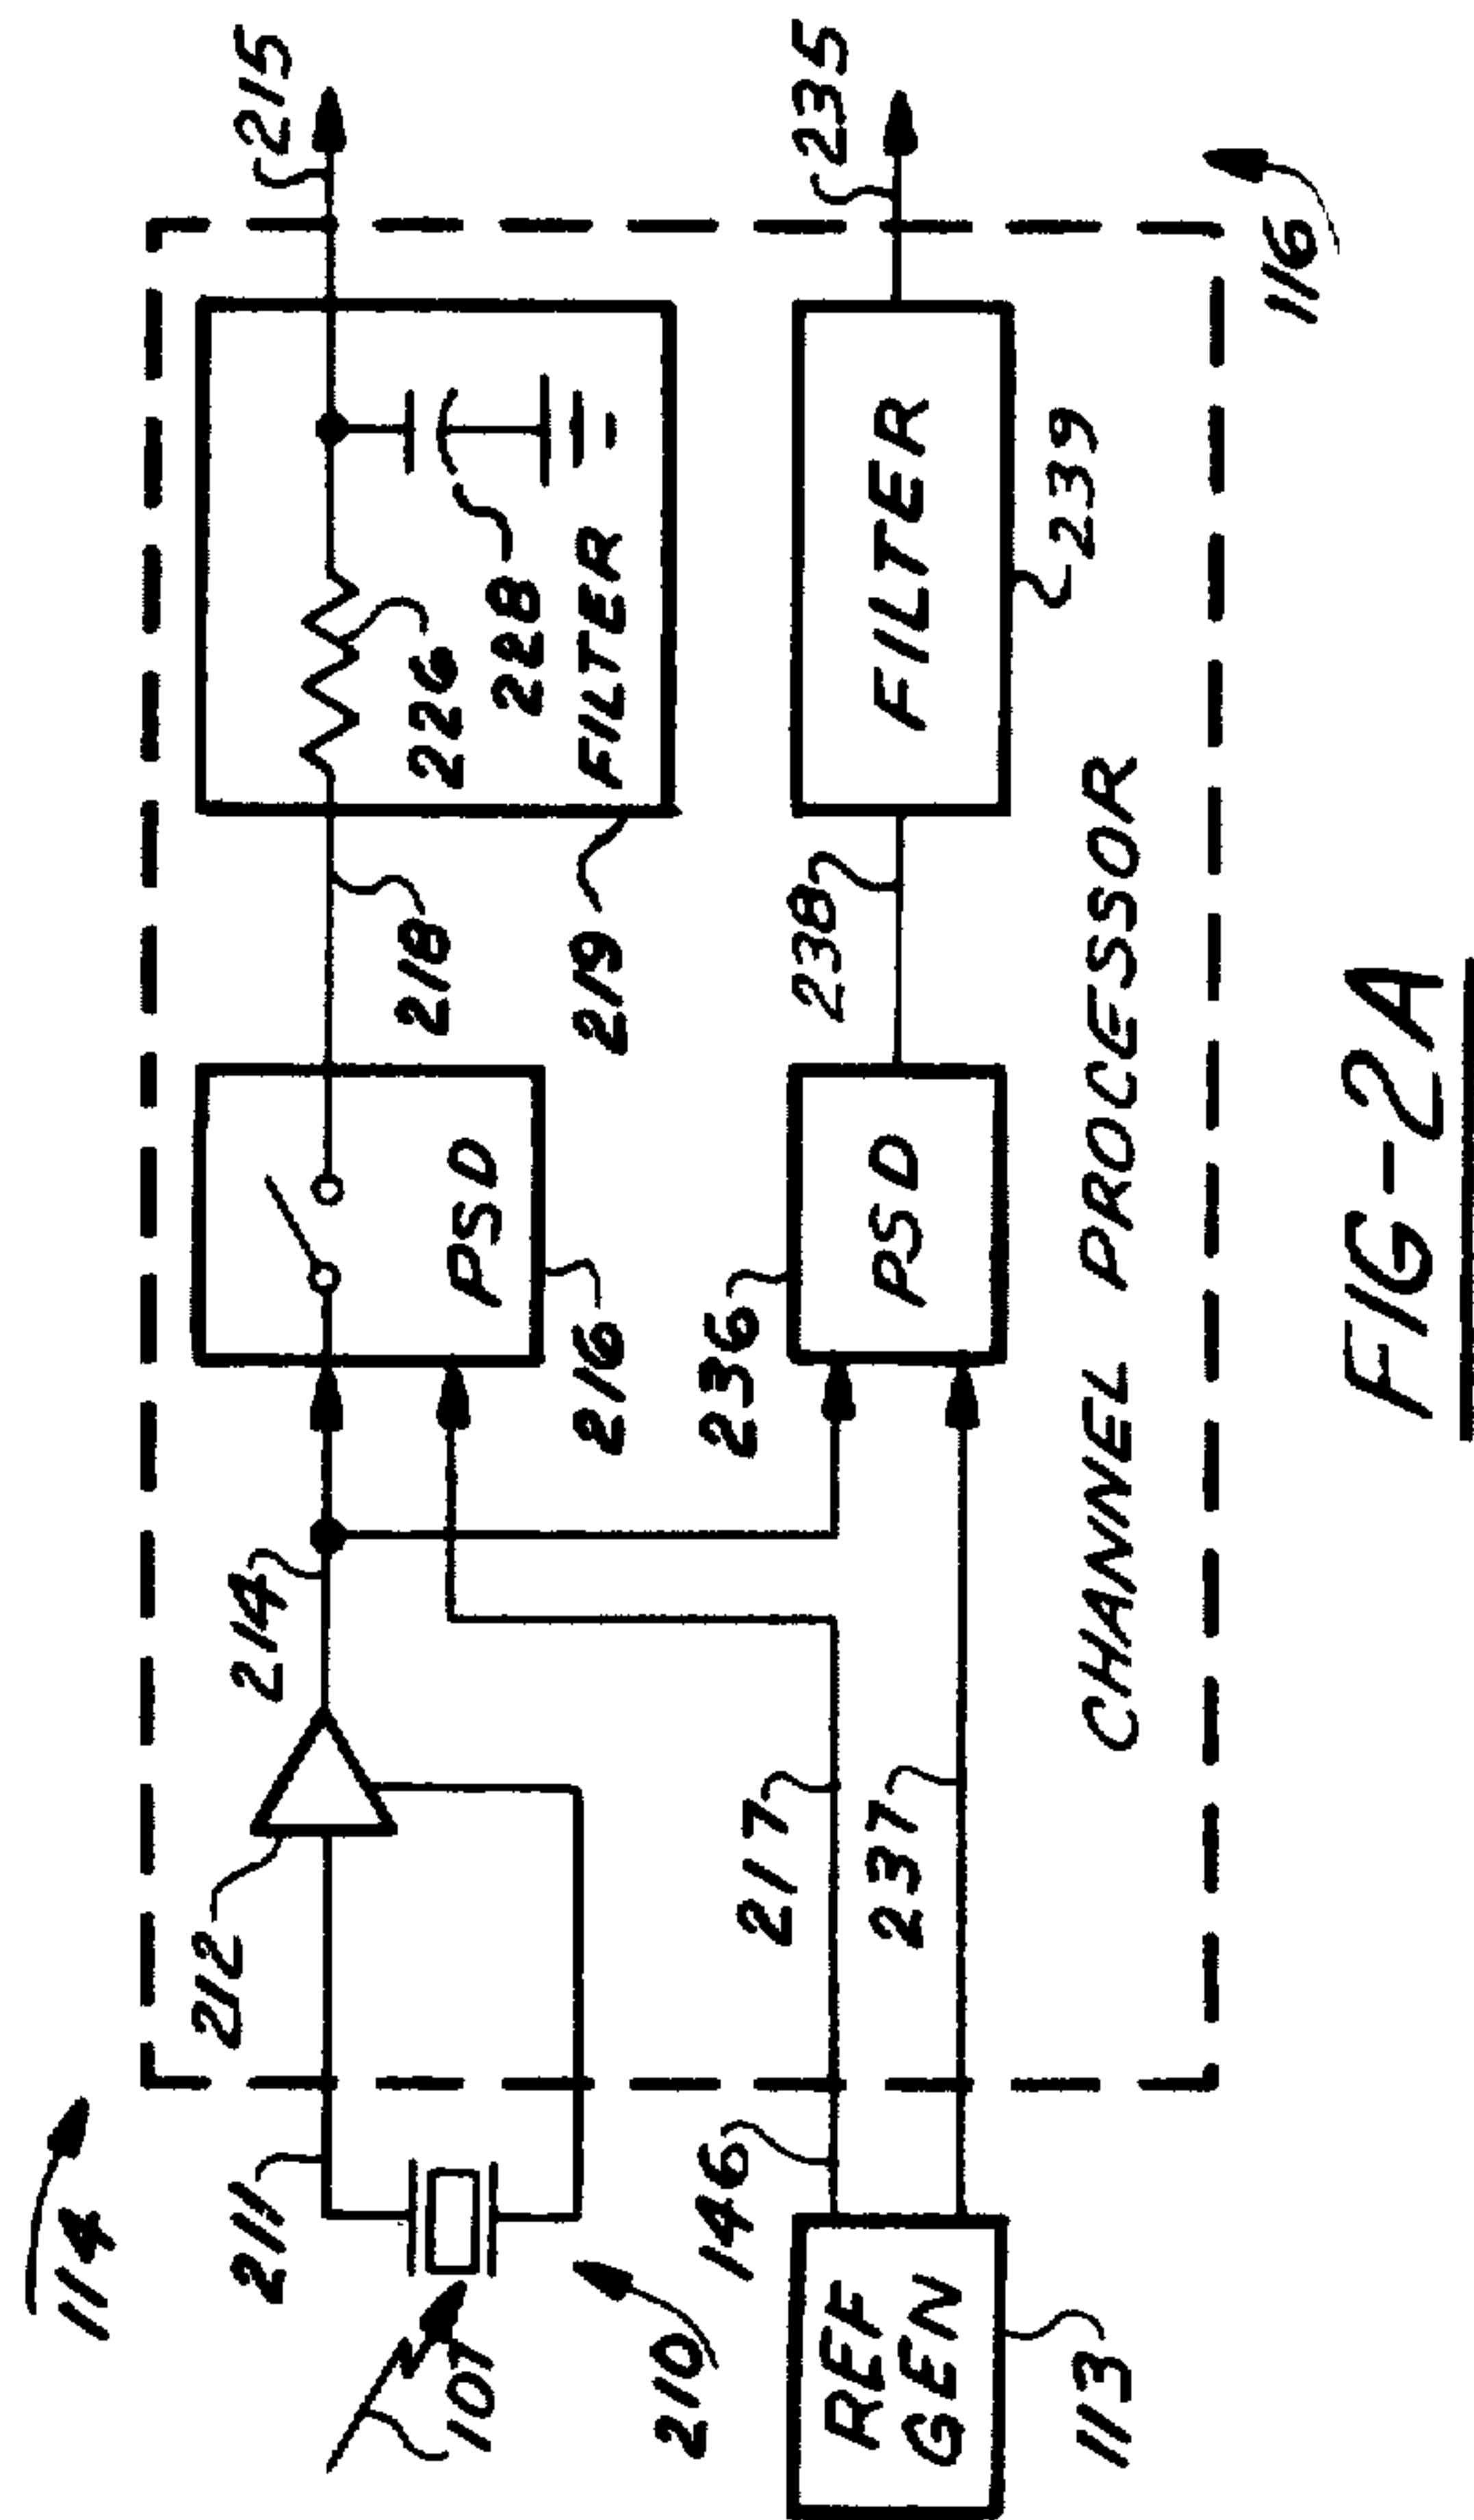 114
212
214
215
211
218
226
228
FILTER
PSD
101
216
219
210
236
238
235
146
217
237
REF
GEN
PSD
FILTER
239
113
CHANNEL PROCESSOR
116
FIG-2A